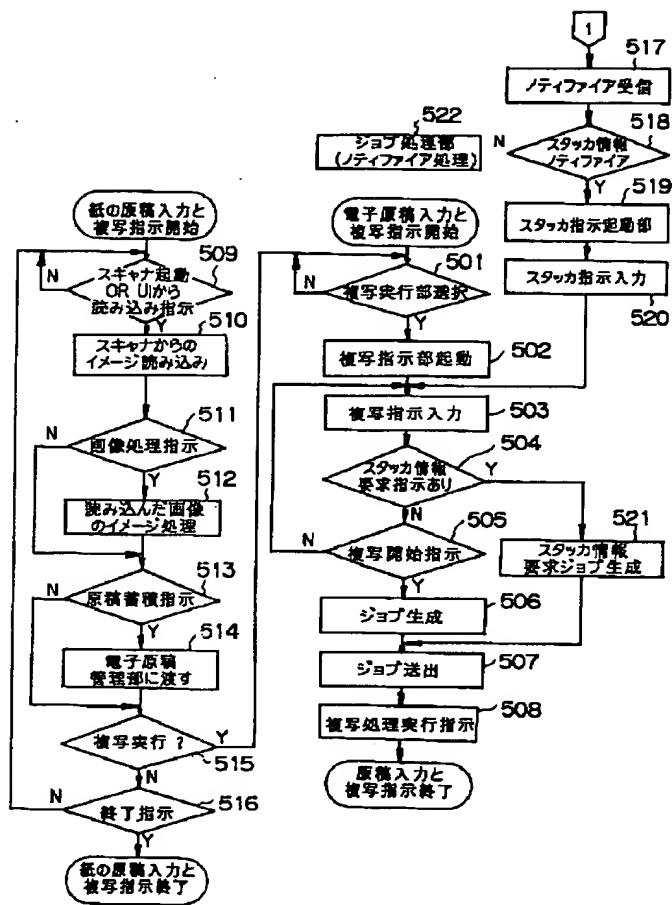 紙の原稿入力と
複写指示開始
N
509
スキャナ起動
OR UIから
読み込み指示
Y
510
スキャナからの
イメージ読み込み
511
N
画像処理指示
Y
512
読み込んだ画像
のイメージ処理
N
513
原稿蓄積指示
Y
514
電子原稿
管理部に渡す
複写実行?
Y
515
N
N
516
終了指示
Y
紙の原稿入力と
複写指示終了
522
ジョブ処理部
(ノティファイア処理)
電子原稿入力と
複写指示開始
501
N
複写実行部選択
Y
502
複写指示部起動
複写指示入力
503
504
スタッカ情報
要求指示あり
Y
N
505
N
複写開始指示
Y
521
スタッカ情報
要求ジョブ生成
ジョブ生成
506
ジョブ送出
507
複写処理実行指示
508
原稿入力と
複写指示終了
1
517
ノティファイア受信
518
N
スタッカ情報
ノティファイア
Y
519
スタッカ指示起動部
スタッカ指示入力
520